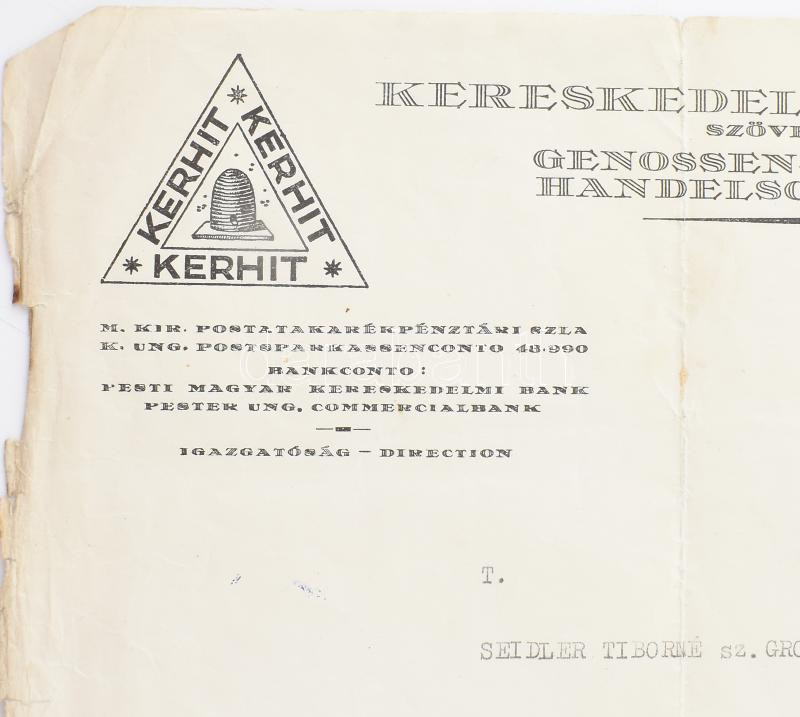 KERHIT
KERHIT
KERHIT
KERESKEDEL
SZÖVE
GENOSSEN
HANDELSC
M. KIR. POSTATAKARÉKPÉNZTÁRI SZLA
K. UNG. POSTSPARKASSENCONTO 48.990
BANKCONTO:
PESTI MAGYAR KERESKEDELMI BANK
PESTER UNG. COMMERCIALBANK
IGAZGATÓSÁG - DIRECTION
T.
SEIDLER TIBORNÉ sz. GRO